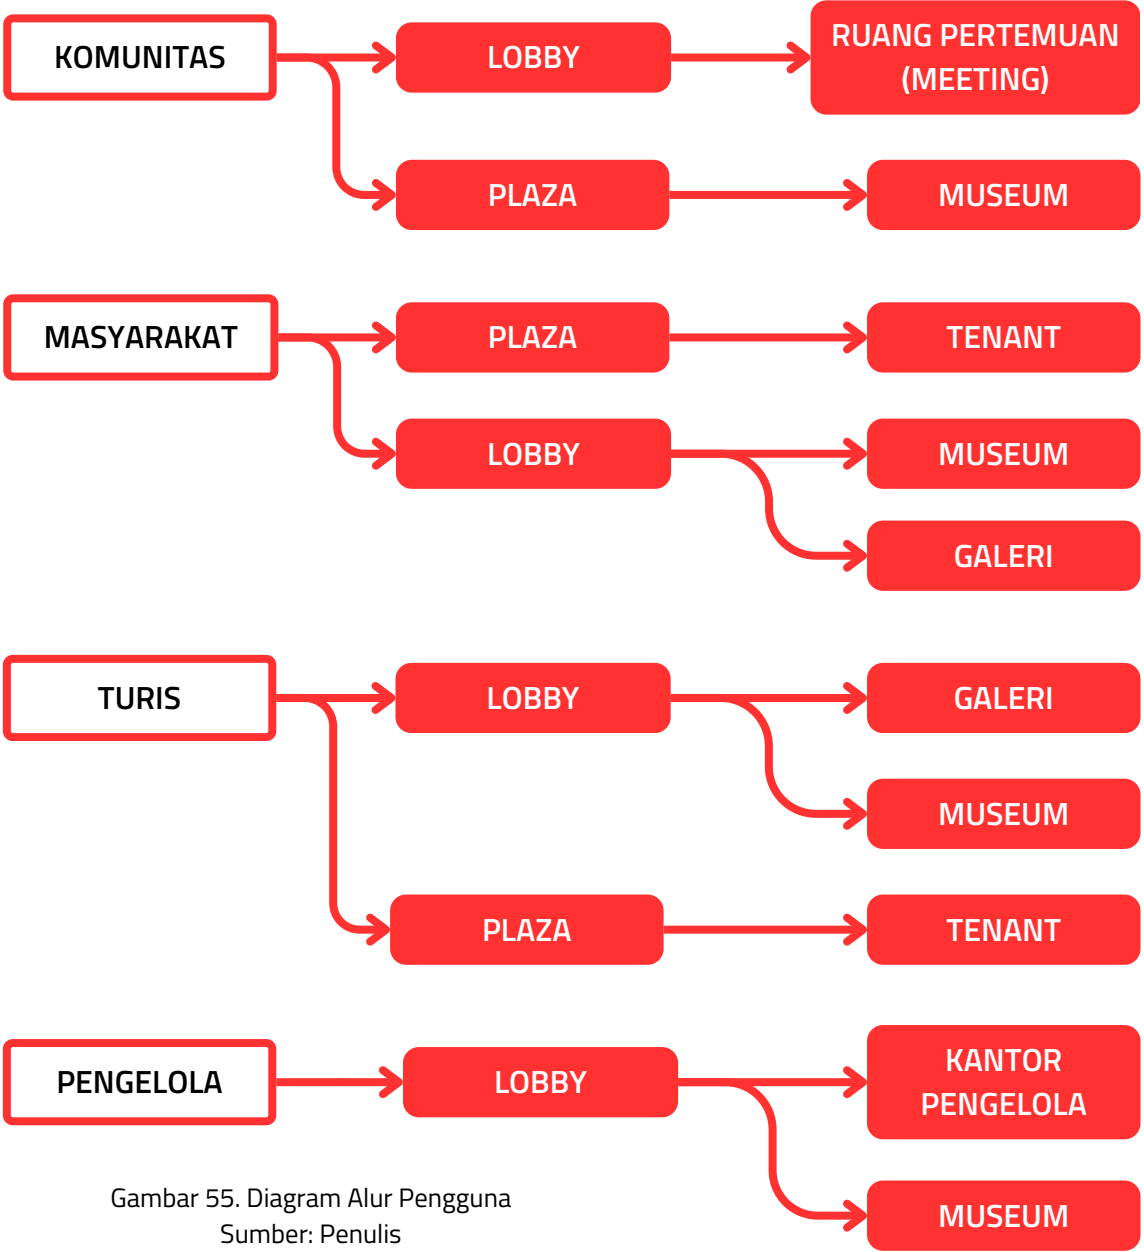 KOMUNITAS
LOBBY
RUANG PERTEMUAN
(MEETING)
PLAZA
MUSEUM
MASYARAKAT
PLAZA
TENANT
LOBBY
MUSEUM
GALERI
TURIS
LOBBY
GALERI
MUSEUM
PLAZA
TENANT
PENGELOLA
LOBBY
KANTOR
PENGELOLA
MUSEUM
Gambar 55. Diagram Alur Pengguna
Sumber: Penulis